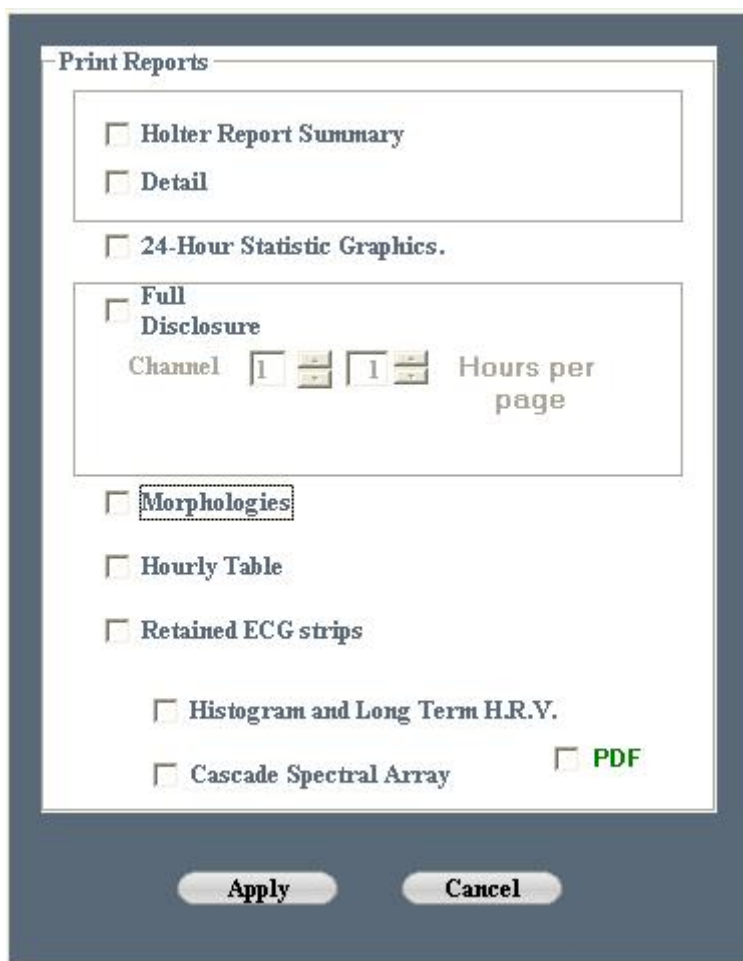 Print Reports
Holter Report Summary
Detail
24-Hour Statistic Graphics.
Full
Disclosure
Channel 1 1 Hours per
page
Morphologies
Hourly Table
Retained ECG strips
Histogram and Long Term H.R.V.
PDF
Cascade Spectral Array
Apply Cancel